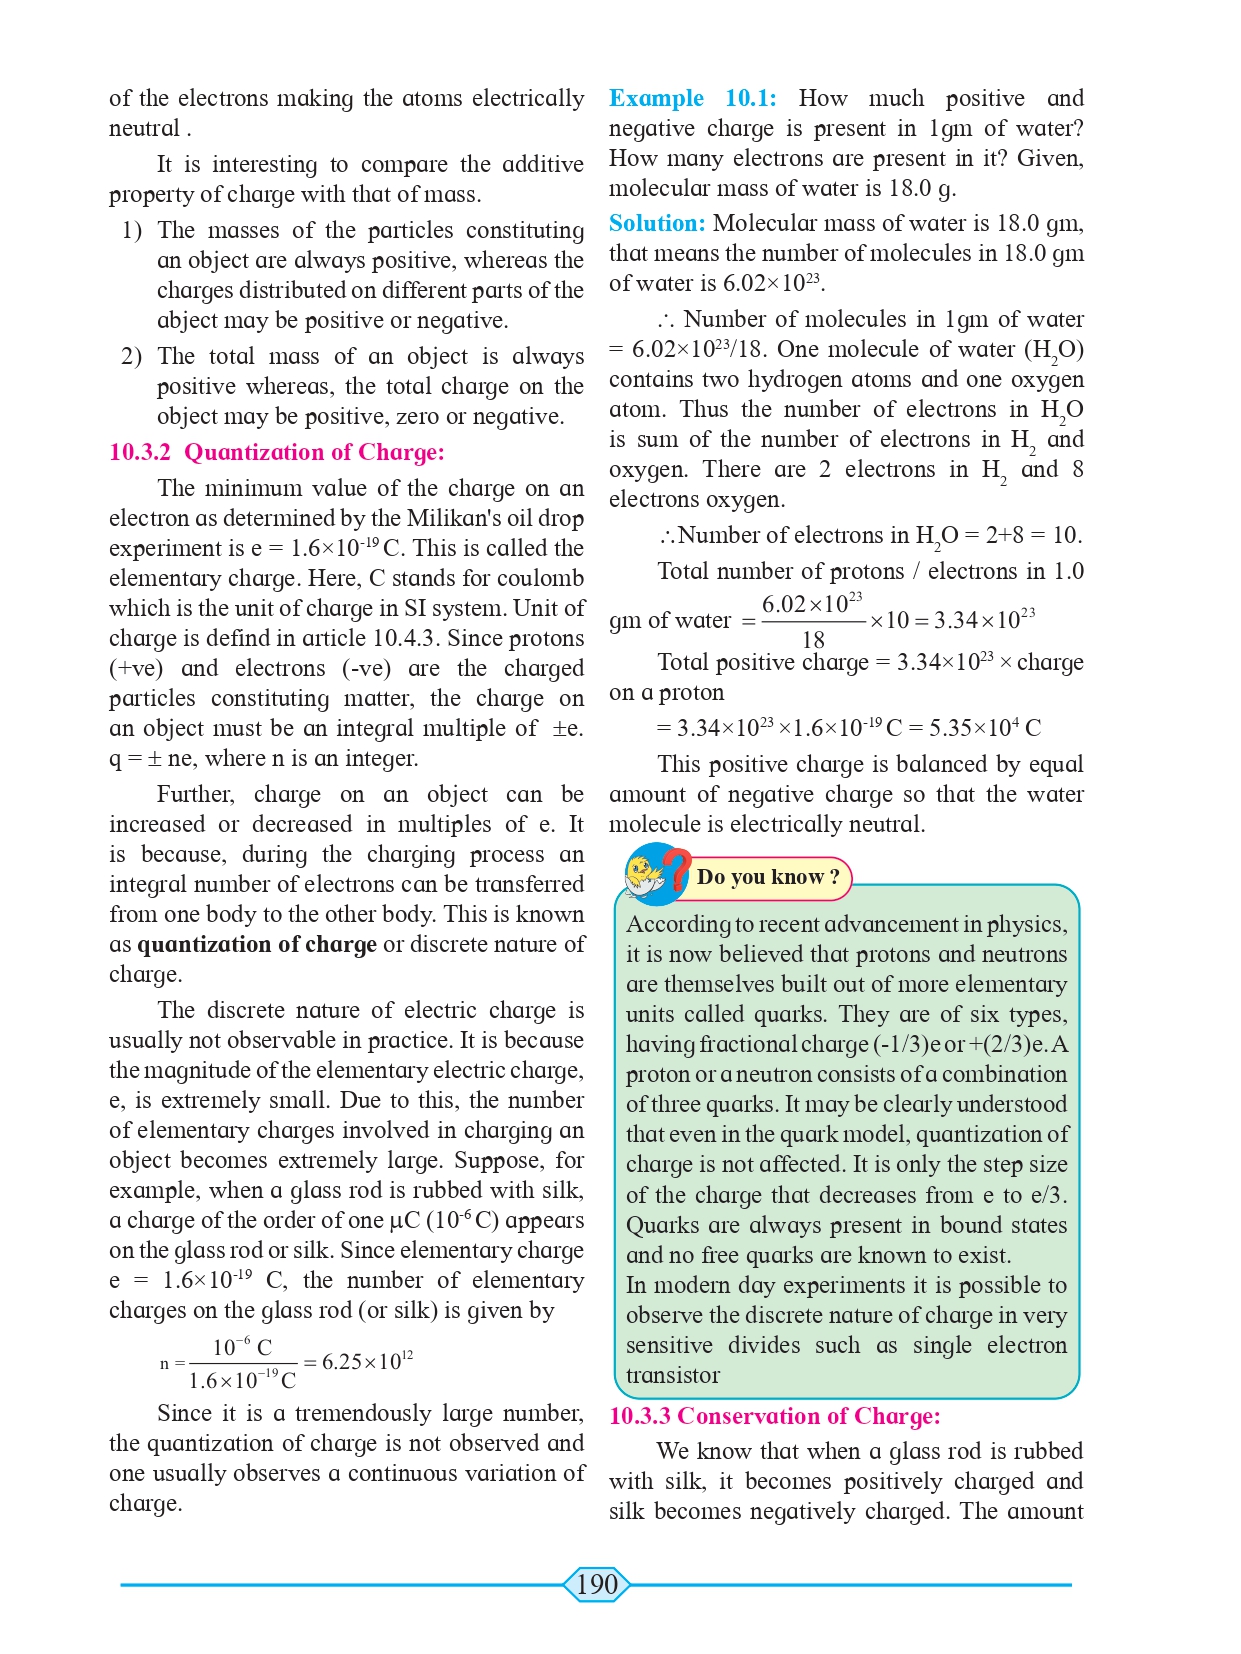 of the electrons making the atoms electrically
neutral .
It is interesting to compare the additive
property of charge with that of mass.
1) The masses of the particles constituting
an object are always positive, whereas the
charges distributed on different parts of the
abject may be positive or negative.
2) The total mass of an object is always
positive whereas, the total charge on the
object may be positive, zero or negative.
10.3.2 Quantization of Charge:
The minimum value of the charge on an
electron as determined by the Milikan's oil drop
experiment is e = 1.6×10⁻¹⁹ C. This is called the
elementary charge. Here, C stands for coulomb
which is the unit of charge in SI system. Unit of
charge is defind in article 10.4.3. Since protons
(+ve) and electrons (-ve) are the charged
particles constituting matter, the charge on
an object must be an integral multiple of ±e.
q = ± ne, where n is an integer.
Further, charge on an object can be
increased or decreased in multiples of e. It
is because, during the charging process an
integral number of electrons can be transferred
from one body to the other body. This is known
as quantization of charge or discrete nature of
charge.
The discrete nature of electric charge is
usually not observable in practice. It is because
the magnitude of the elementary electric charge,
e, is extremely small. Due to this, the number
of elementary charges involved in charging an
object becomes extremely large. Suppose, for
example, when a glass rod is rubbed with silk,
a charge of the order of one μC (10⁻⁶ C) appears
on the glass rod or silk. Since elementary charge
e = 1.6×10⁻¹⁹ C, the number of elementary
charges on the glass rod (or silk) is given by
n = 10⁻⁶ C / 1.6×10⁻¹⁹ C = 6.25×10¹²
Since it is a tremendously large number,
the quantization of charge is not observed and
one usually observes a continuous variation of
charge.
Example 10.1: How much positive and
negative charge is present in 1gm of water?
How many electrons are present in it? Given,
molecular mass of water is 18.0 g.
Solution: Molecular mass of water is 18.0 gm,
that means the number of molecules in 18.0 gm
of water is 6.02×10²³.
∴ Number of molecules in 1gm of water
= 6.02×10²³/18. One molecule of water (H₂O)
contains two hydrogen atoms and one oxygen
atom. Thus the number of electrons in H₂O
is sum of the number of electrons in H₂ and
oxygen. There are 2 electrons in H₂ and 8
electrons oxygen.
∴Number of electrons in H₂O = 2+8 = 10.
Total number of protons / electrons in 1.0
gm of water = 6.02×10²³ / 18 ×10 = 3.34×10²³
Total positive charge = 3.34×10²³ × charge
on a proton
= 3.34×10²³ ×1.6×10⁻¹⁹ C = 5.35×10⁴ C
This positive charge is balanced by equal
amount of negative charge so that the water
molecule is electrically neutral.
? Do you know ?
According to recent advancement in physics,
it is now believed that protons and neutrons
are themselves built out of more elementary
units called quarks. They are of six types,
having fractional charge (-1/3)e or +(2/3)e. A
proton or a neutron consists of a combination
of three quarks. It may be clearly understood
that even in the quark model, quantization of
charge is not affected. It is only the step size
of the charge that decreases from e to e/3.
Quarks are always present in bound states
and no free quarks are known to exist.
In modern day experiments it is possible to
observe the discrete nature of charge in very
sensitive divides such as single electron
transistor
10.3.3 Conservation of Charge:
We know that when a glass rod is rubbed
with silk, it becomes positively charged and
silk becomes negatively charged. The amount
190